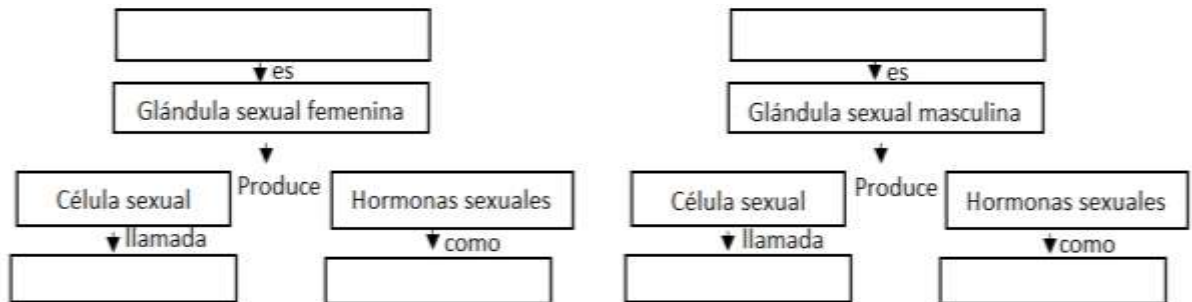 es
es
Glándula sexual femenina
Glándula sexual masculina
Célula sexual
Produce
Hormonas sexuales
Célula sexual
Produce
Hormonas sexuales
llamada
como
llamada
como